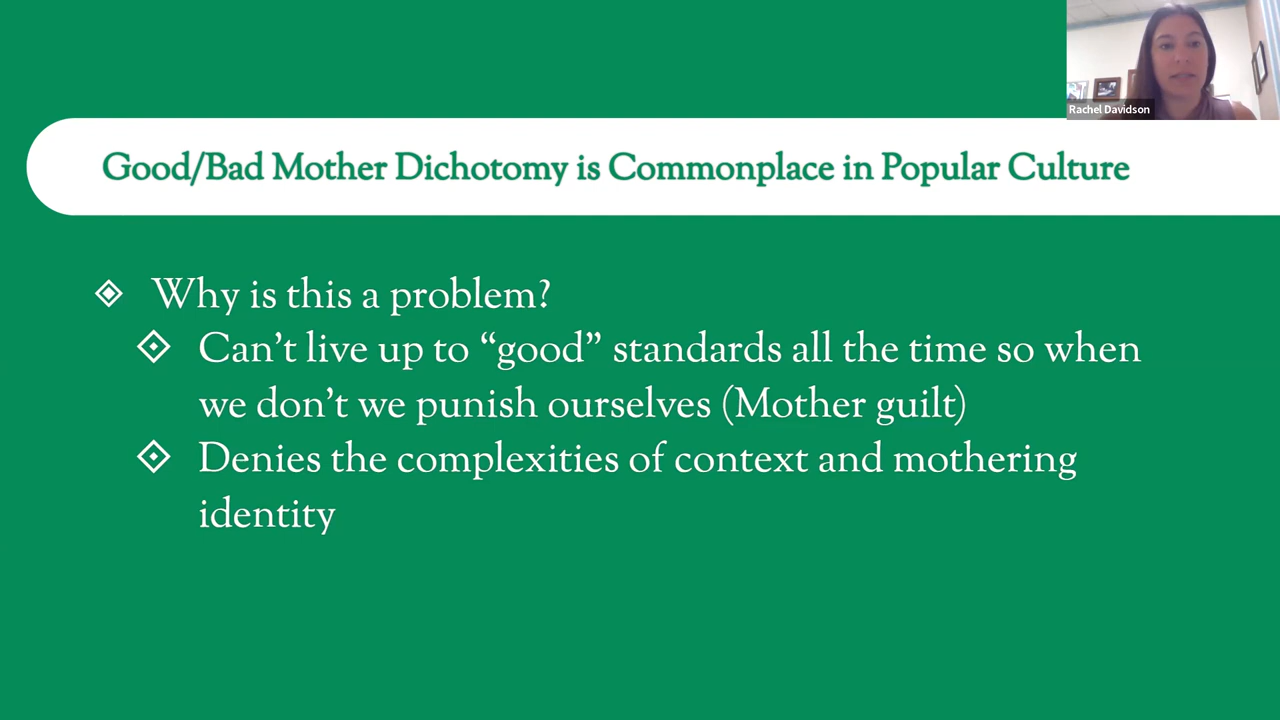 Rachel Davidson
Good/Bad Mother Dichotomy is Commonplace in Popular Culture
Why is this a problem?
Can’t live up to “good” standards all the time so when
we don’t we punish ourselves (Mother guilt)
Denies the complexities of context and mothering
identity